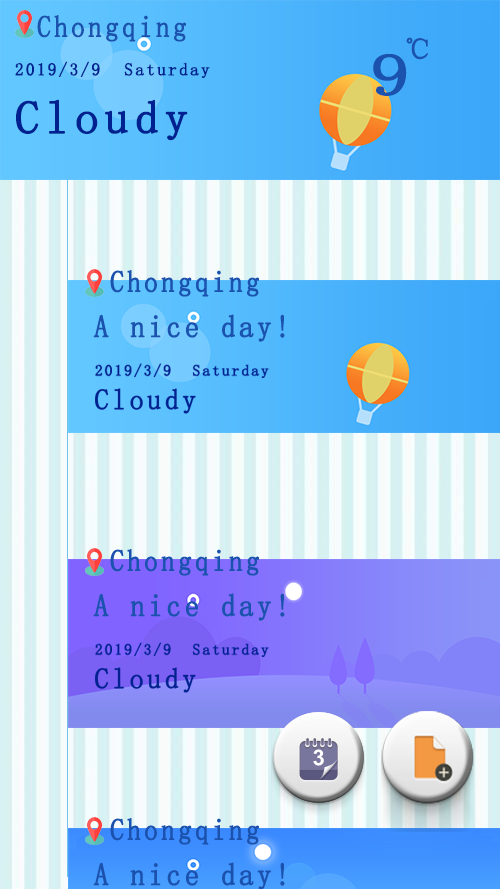 Chongqing
℃
9
2019/3/9 Saturday
Cloudy
Chongqing
A nice day!
2019/3/9 Saturday
Cloudy
Chongqing
A nice day!
2019/3/9 Saturday
Cloudy
3
Chongqing
A nice day!